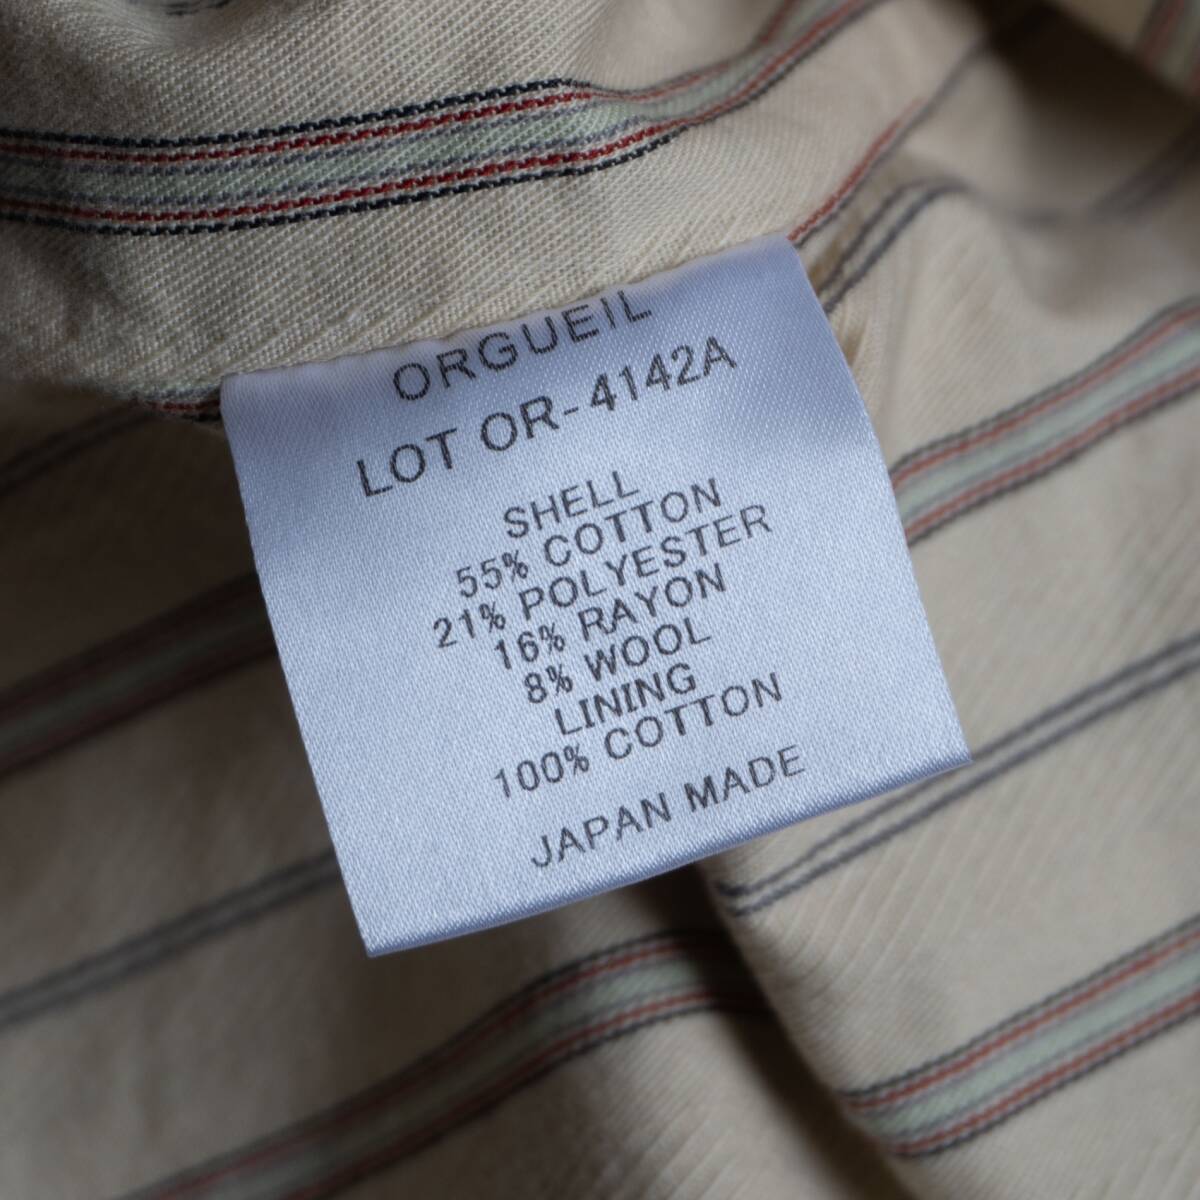 ORGUEIL
LOT OR-4142A
SHELL
55% COTTON
21% POLYESTER
16% RAYON
8% WOOL
LINING
100% COTTON
JAPAN MADE